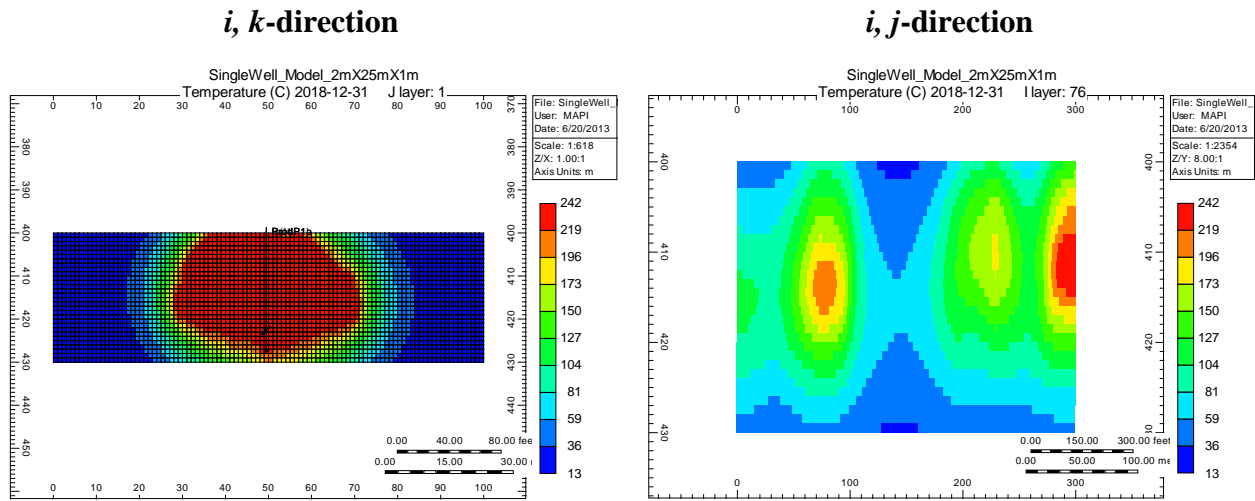 i, k-direction
i, j-direction
SingleWell_Model_2mX25mX1m
Temperature (C) 2018-12-31 J layer: 1
0 10 20 30 40 50 60 70 80 90 100
370
380 380
390 390
400 400
410 410
420 420
430 430
440 440
450 450
0 10 20 30 40 50 60 70 80 90 100
File: SingleWell_
User: MAPI
Date: 6/20/2013
Scale: 1:618
Z/X: 1.00:1
Axis Units: m
242
219
196
173
150
127
104
81
59
36
13
0.00 40.00 80.00 feet
0.00 15.00 30.00
SingleWell_Model_2mX25mX1m
Temperature (C) 2018-12-31 I layer: 76
0 100 200 300
400 400
410 410
420 420
430
0 100 200 300
File: SingleWell_
User: MAPI
Date: 6/20/2013
Scale: 1:2354
Z/Y: 8.00:1
Axis Units: m
242
219
196
173
150
127
104
81
59
36
13
0.00 150.00 300.00 feet
0.00 50.00 100.00